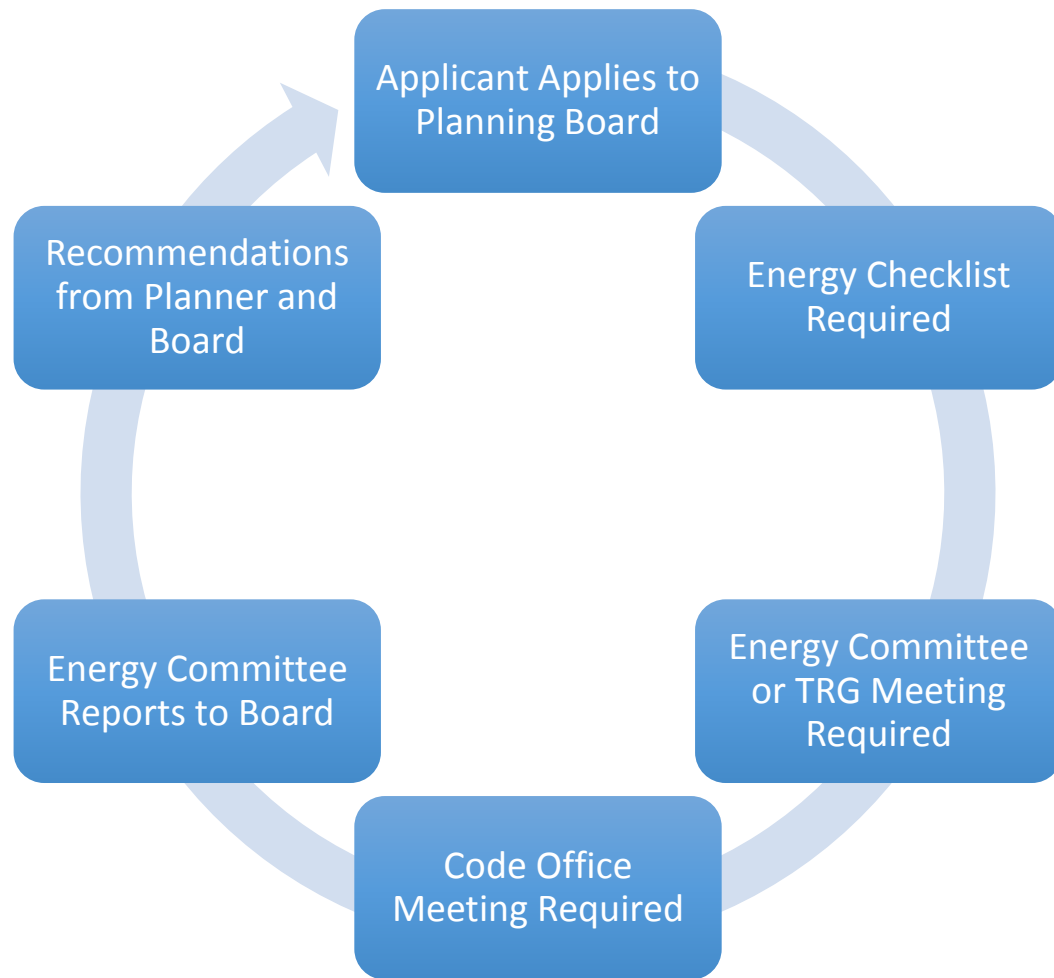 Applicant Applies to
Planning Board
Energy Checklist
Required
Energy Committee
or TRG Meeting
Required
Code Office
Meeting Required
Energy Committee
Reports to Board
Recommendations
from Planner and
Board